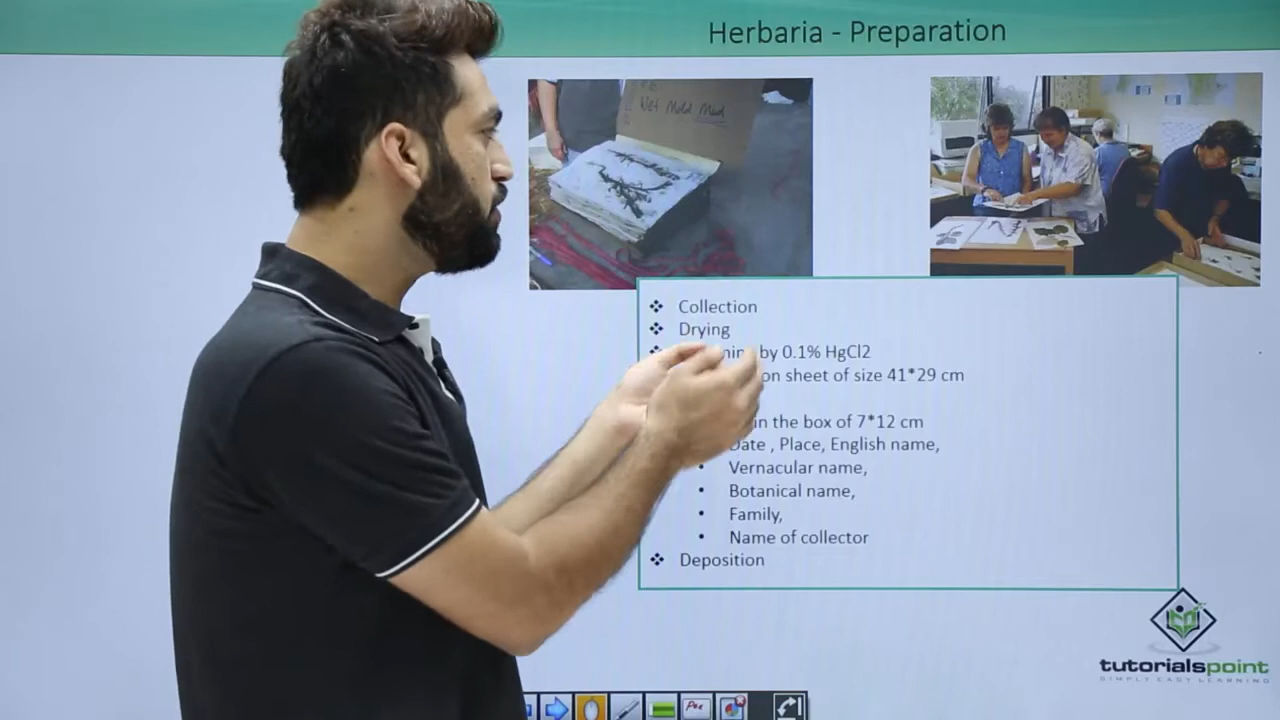 Herbaria - Preparation
Wet Mold Mud
Collection
Drying
by 0.1% HgCl2
on sheet of size 41*29 cm
in the box of 7*12 cm
Date , Place, English name,
Vernacular name,
Botanical name,
Family,
Name of collector
Deposition
tutorialspoint
SIMPLY EASY LEARNING
Pen